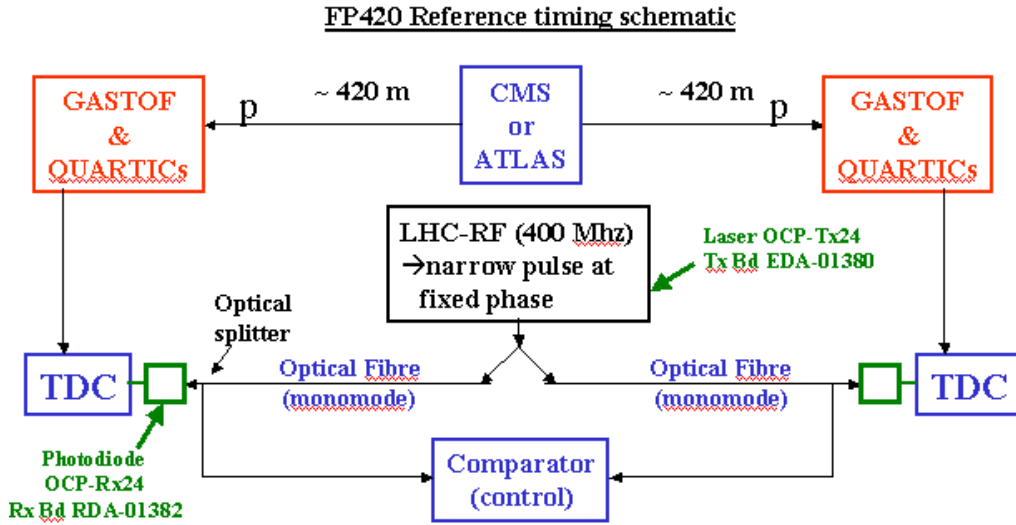 FP420 Reference timing schematic
GASTOF
&
QUARTICs
p
~ 420 m
CMS
or
ATLAS
~ 420 m
p
GASTOF
&
QUARTICs
LHC-RF (400 Mhz)
→narrow pulse at
fixed phase
Laser OCP-Tx24
Tx Bd EDA-01380
Optical
splitter
TDC
Optical Fibre
(monomode)
Optical Fibre
(monomode)
TDC
Photodiode
OCP-Rx24
Rx Bd RDA-01382
Comparator
(control)